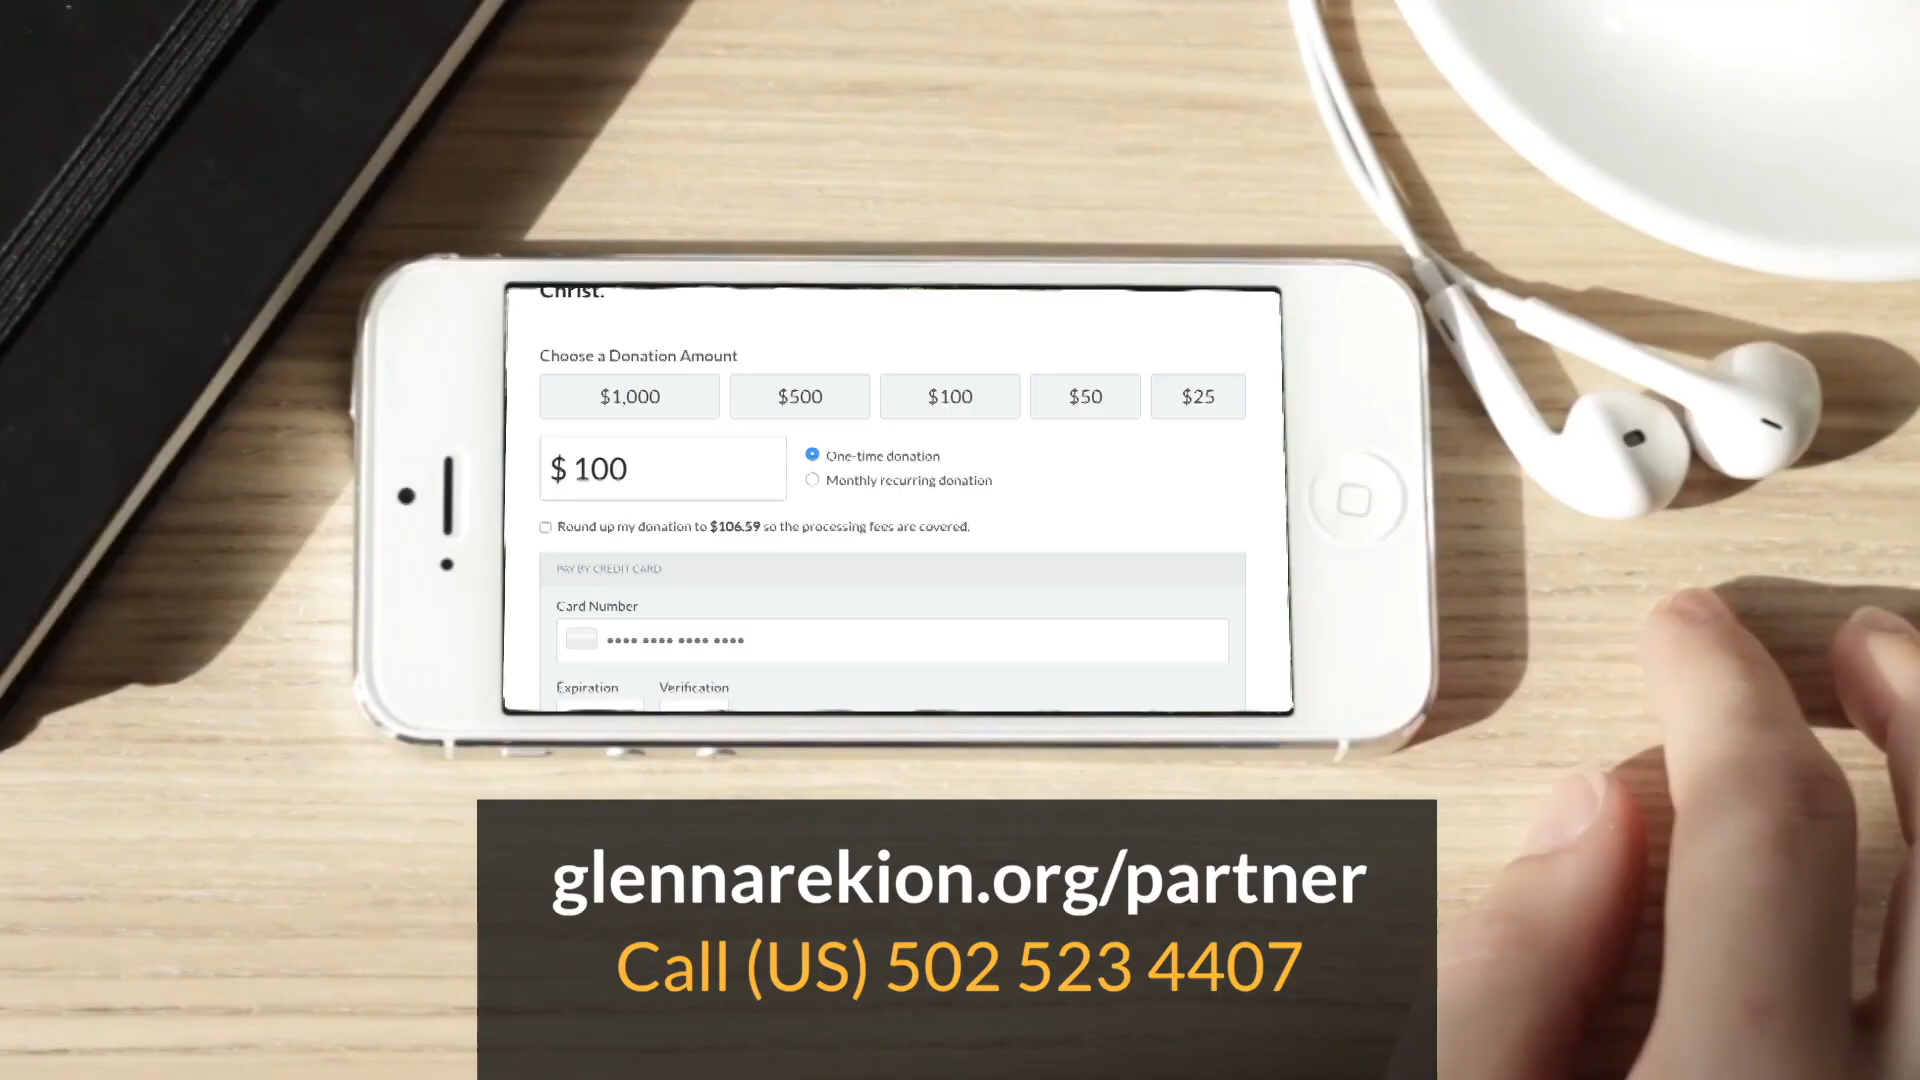 Christ.
Choose a Donation Amount
$1,000 $500 $100 $50 $25
$ 100
One-time donation
Monthly recurring donation
Round up my donation to $106.59 so the processing fees are covered.
PAY BY CREDIT CARD
Card Number
•••• •••• •••• ••••
Expiration Verification
glennarekion.org/partner
Call (US) 502 523 4407